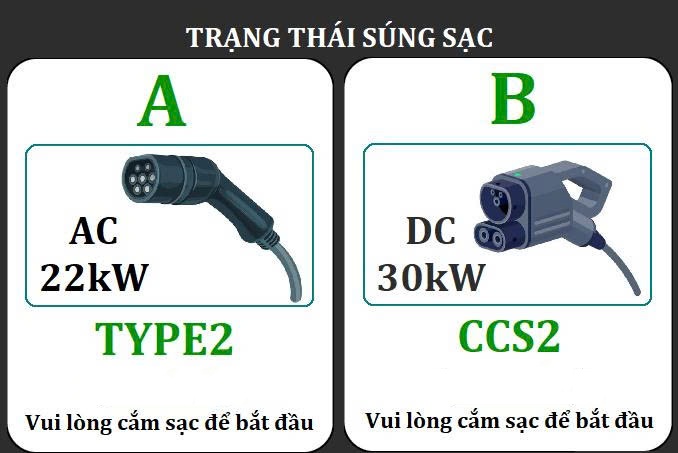 TRẠNG THÁI SÚNG SẠC
A
AC
22kW
TYPE2
Vui lòng cắm sạc để bắt đầu
B
DC
30kW
CCS2
Vui lòng cắm sạc để bắt đầu